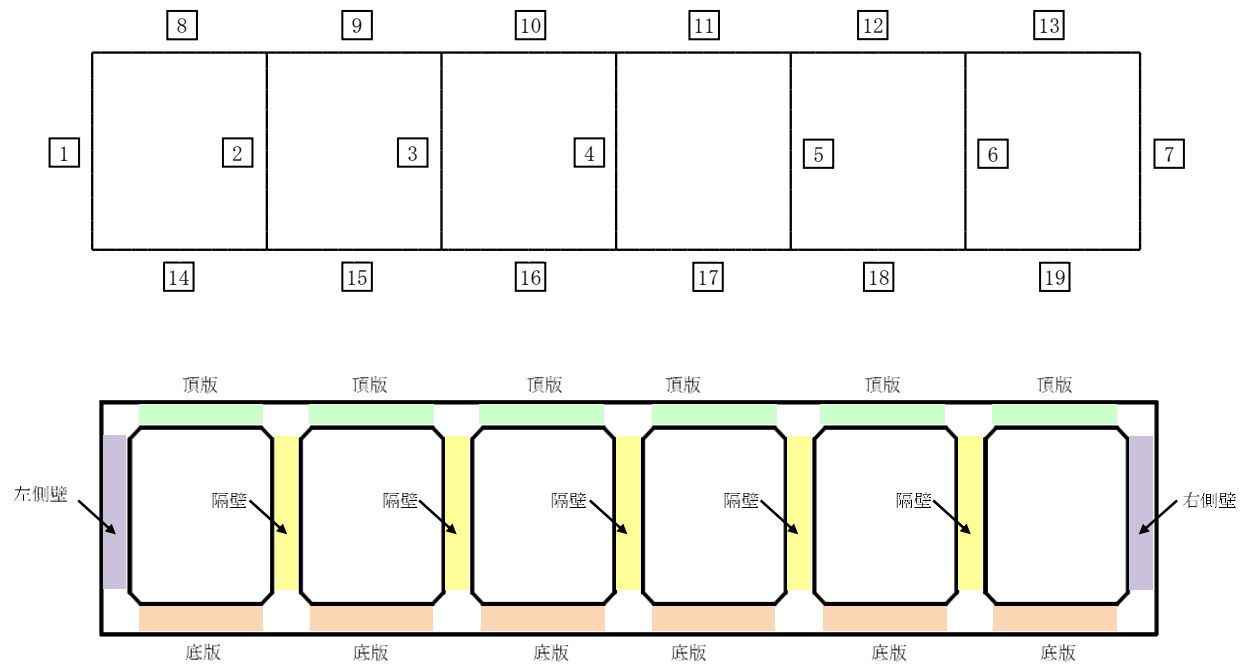 8 9 10 11 12 13
1 2 3 4 5 6 7
14 15 16 17 18 19
頂版 頂版 頂版 頂版 頂版 頂版
左側壁 隔壁 隔壁 隔壁 隔壁 隔壁 右側壁
底版 底版 底版 底版 底版 底版